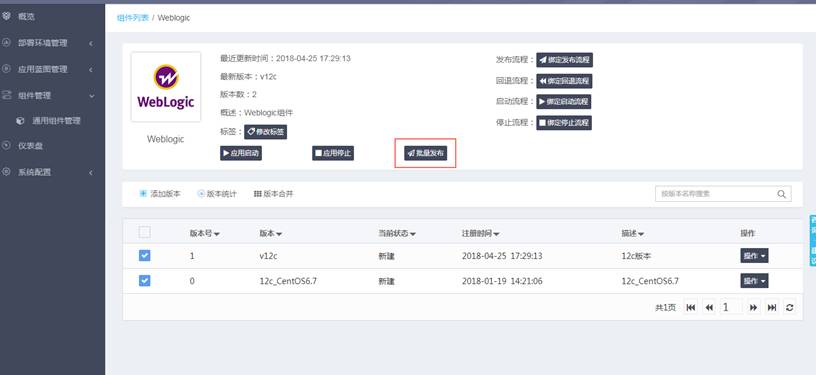 概览
部署环境管理
应用蓝图管理
组件管理
通用组件管理
仪表盘
系统配置
组件列表 / Weblogic
WebLogic
Weblogic
最近更新时间：2018-04-25 17:29:13
最新版本：v12c
版本数：2
概述：Weblogic组件
标签： 修改标签
应用启动 应用停止 批量发布
发布流程： 绑定发布流程
回退流程： 绑定回退流程
启动流程： 绑定启动流程
停止流程： 绑定停止流程
添加版本 版本统计 版本合并 按版本名称搜索
版本号 版本 当前状态 注册时间 描述 操作
1 v12c 新建 2018-04-25 17:29:13 12c版本 操作
0 12c_CentOS6.7 新建 2018-01-19 14:21:06 12c_CentOS6.7 操作
共1页 1